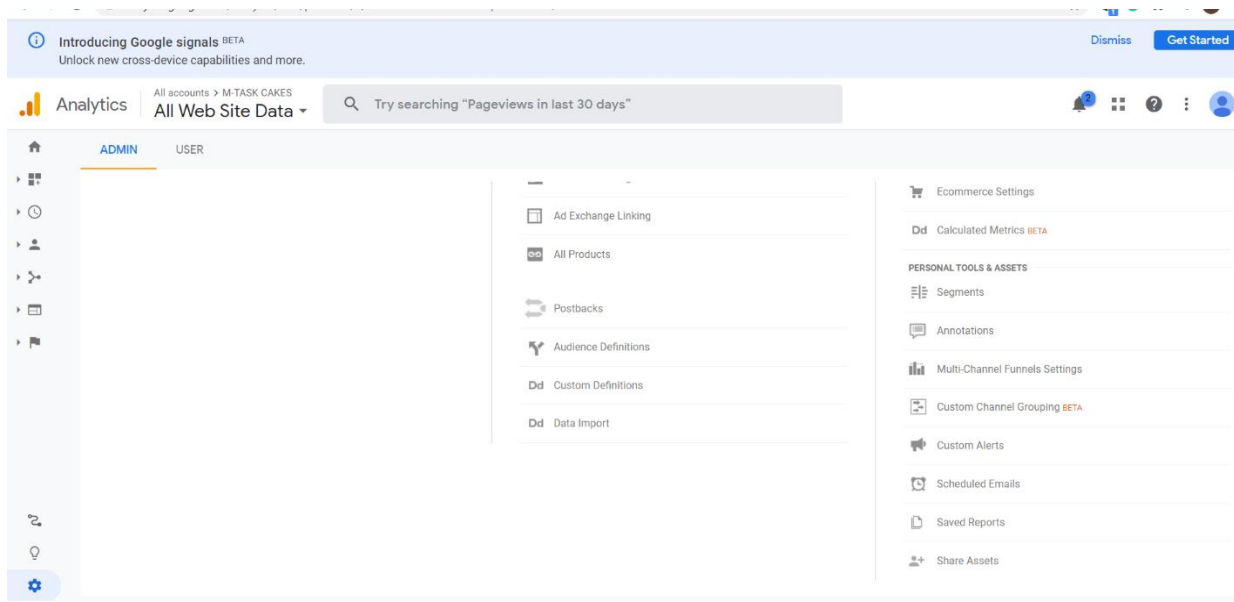 Introducing Google signals BETA
Unlock new cross-device capabilities and more.
Dismiss
Get Started
Analytics
All accounts > M-TASK CAKES
All Web Site Data
Try searching “Pageviews in last 30 days”
2
ADMIN
USER
Ad Exchange Linking
All Products
Postbacks
Audience Definitions
Dd Custom Definitions
Dd Data Import
Ecommerce Settings
Dd Calculated Metrics BETA
PERSONAL TOOLS & ASSETS
Segments
Annotations
Multi-Channel Funnels Settings
Custom Channel Grouping BETA
Custom Alerts
Scheduled Emails
Saved Reports
Share Assets